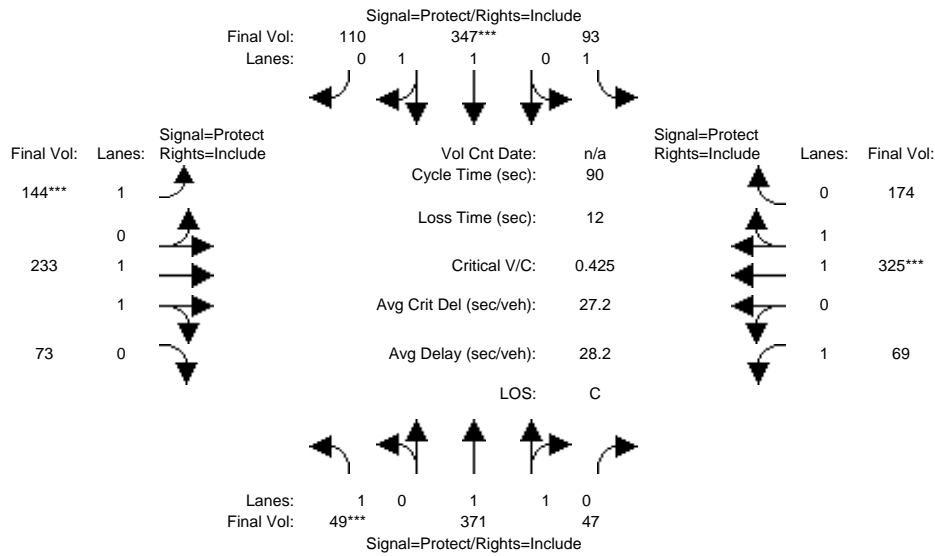 Signal=Protect/Rights=Include
Final Vol: 110 347*** 93
Lanes: 0 1 1 0 1
Signal=Protect Signal=Protect
Final Vol: Lanes: Rights=Include Vol Cnt Date: n/a Rights=Include Lanes: Final Vol:
Cycle Time (sec): 90
144*** 1 0 174
Loss Time (sec): 12
0 1
233 1 Critical V/C: 0.425 1 325***
1 Avg Crit Del (sec/veh): 27.2 0
73 0 Avg Delay (sec/veh): 28.2 1 69
LOS: C
Lanes: 1 0 1 1 0
Final Vol: 49*** 371 47
Signal=Protect/Rights=Include